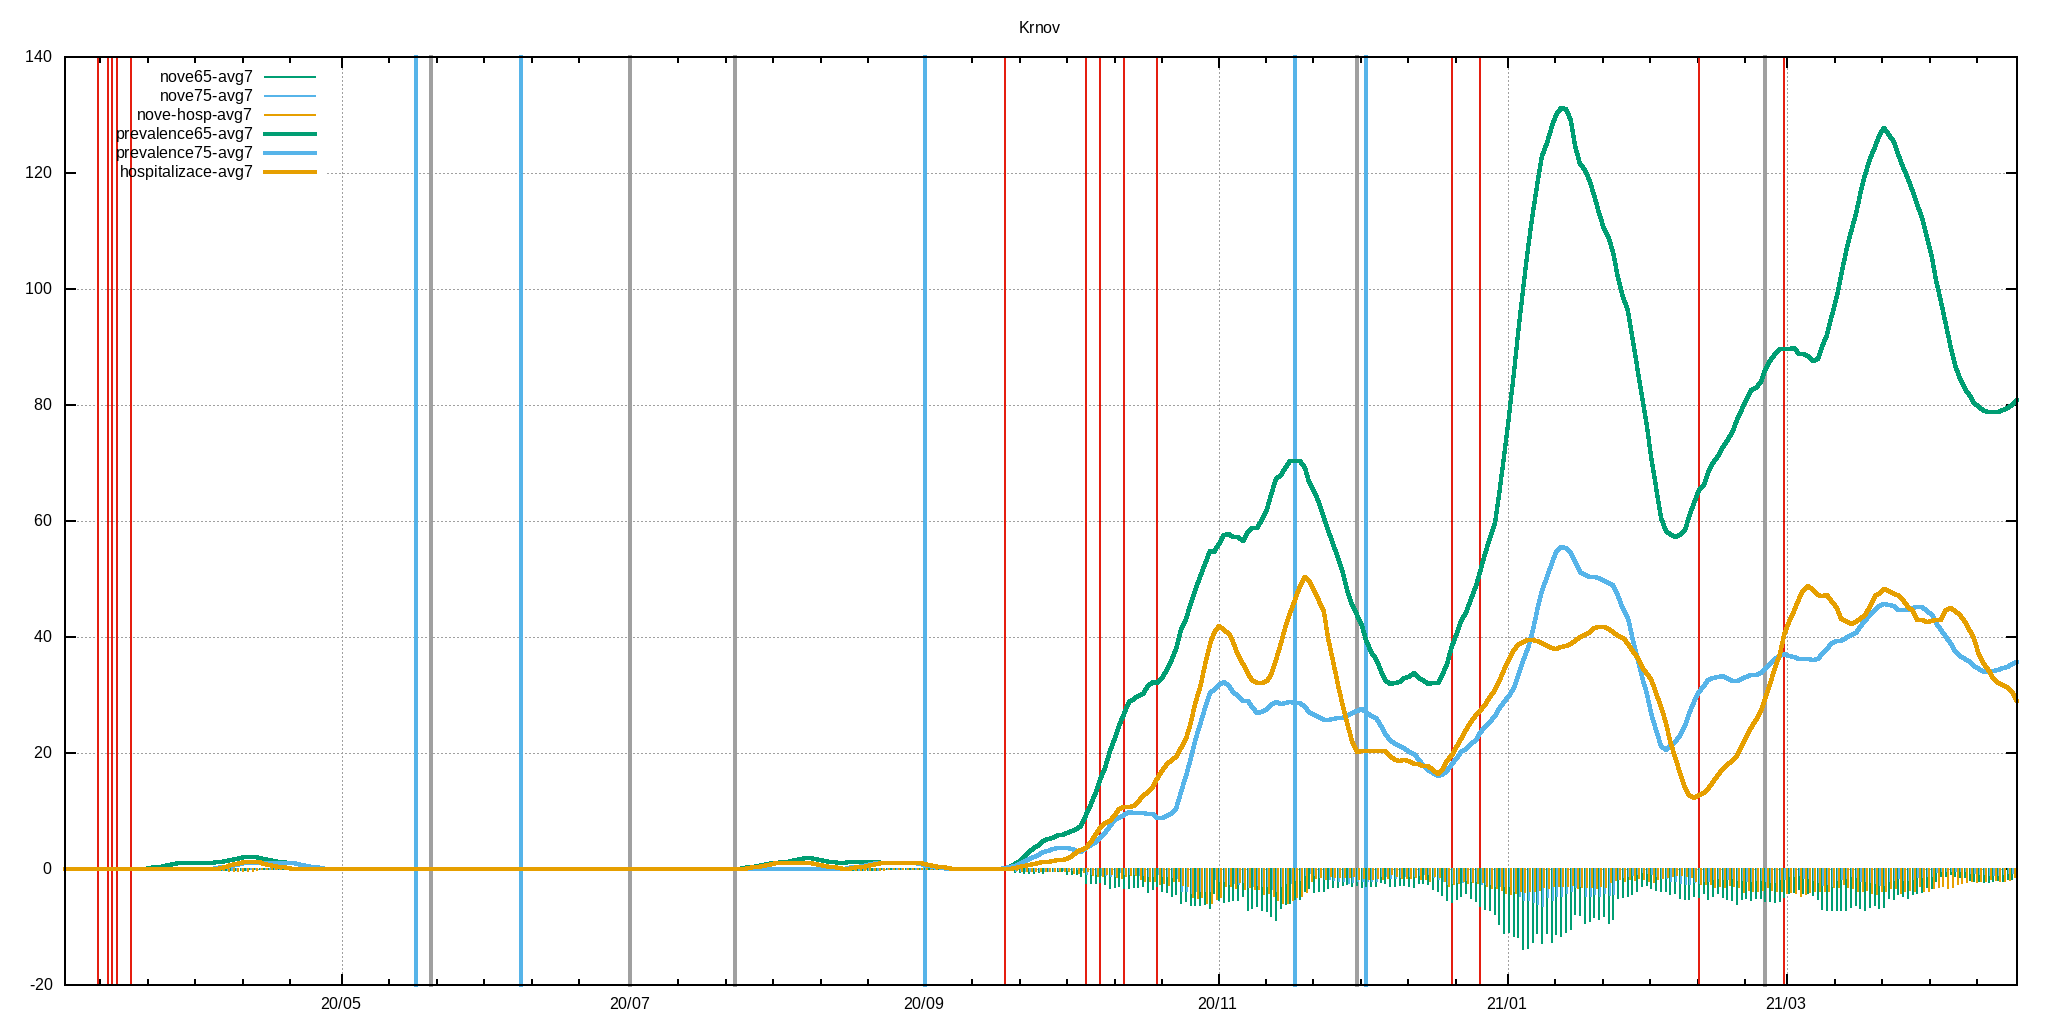 Krnov
140
120
100
80
60
40
20
0
-20
nove65-avg7
nove75-avg7
nove-hosp-avg7
prevalence65-avg7
prevalence75-avg7
hospitalizace-avg7
20/05 20/07 20/09 20/11 21/01 21/03